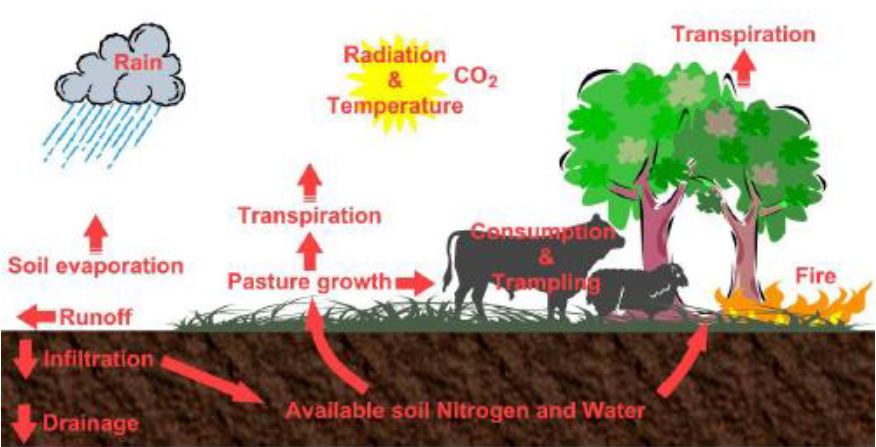 Rain
Radiation
&
Temperature
CO₂
Transpiration
Transpiration
Soil evaporation
Pasture growth
Consumption
&
Trampling
Fire
Runoff
Infiltration
Available soil Nitrogen and Water
Drainage